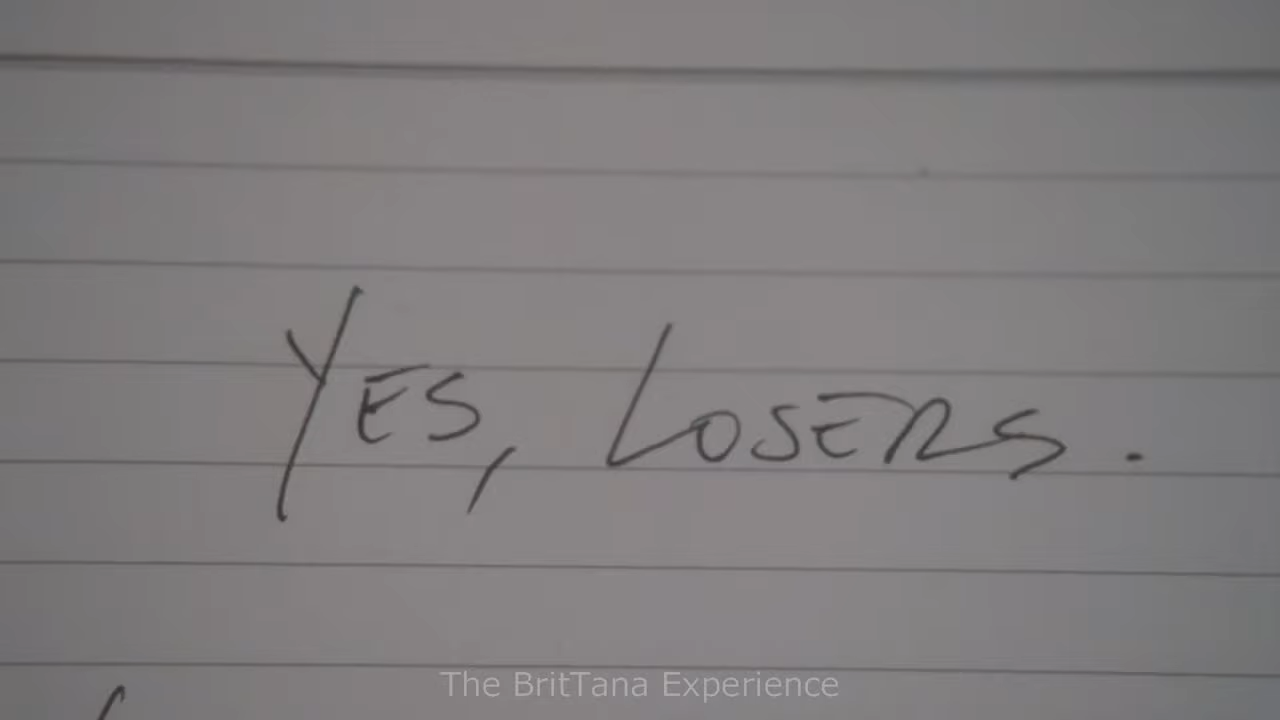 YES, LOSERS.
The BritTana Experience